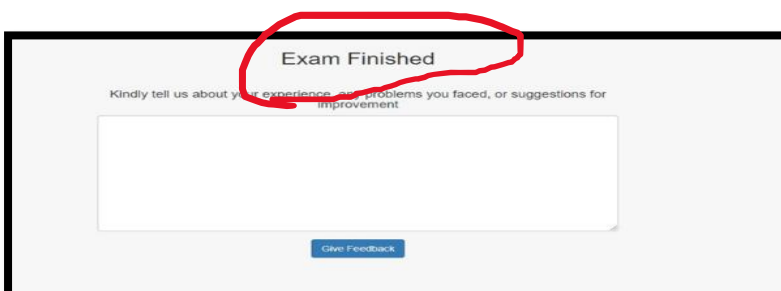 Exam Finished
Kindly tell us about your experience, any problems you faced, or suggestions for
improvement
Give Feedback